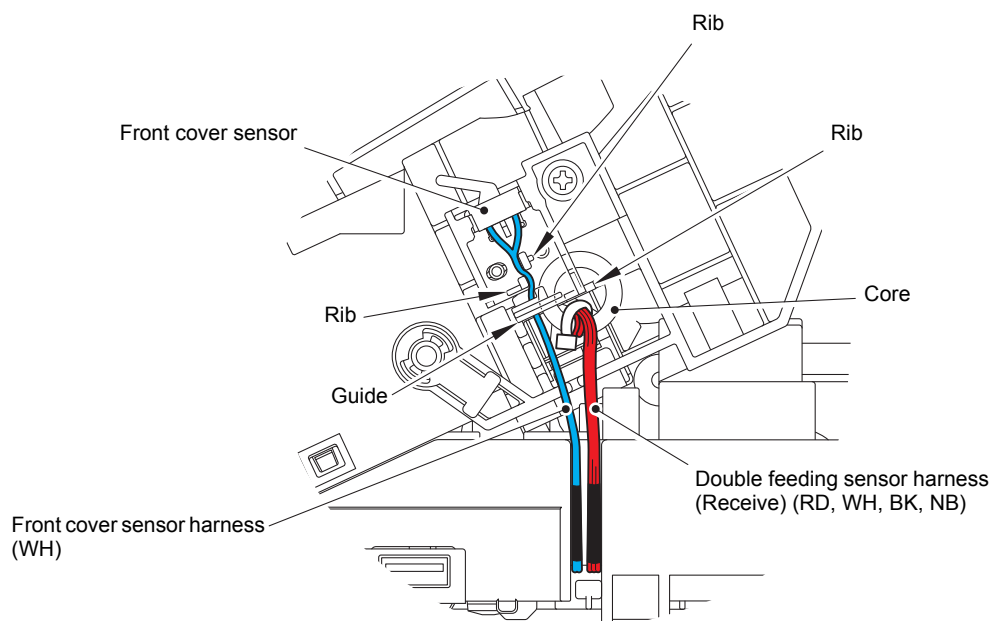 Rib
Front cover sensor
Rib
Core
Rib
Guide
Double feeding sensor harness
(Receive) (RD, WH, BK, NB)
Front cover sensor harness
(WH)